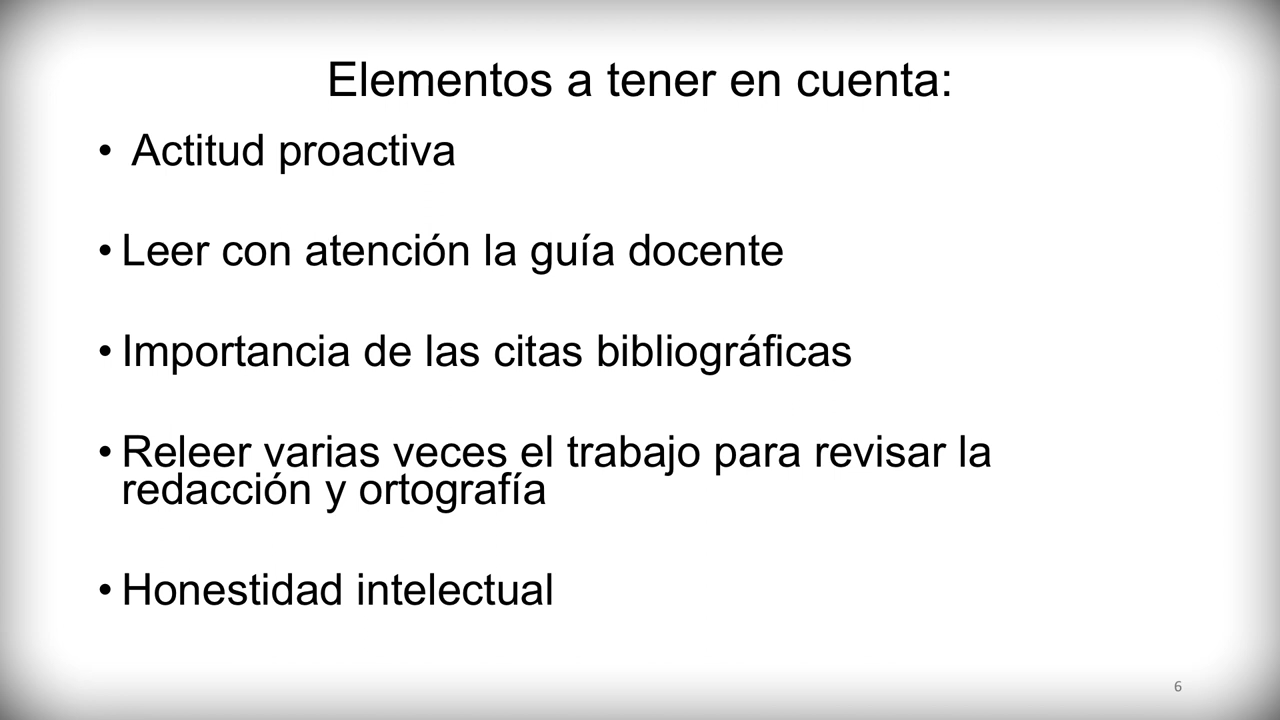 Elementos a tener en cuenta:
• Actitud proactiva
• Leer con atención la guía docente
• Importancia de las citas bibliográficas
• Releer varias veces el trabajo para revisar la
redacción y ortografía
• Honestidad intelectual
6